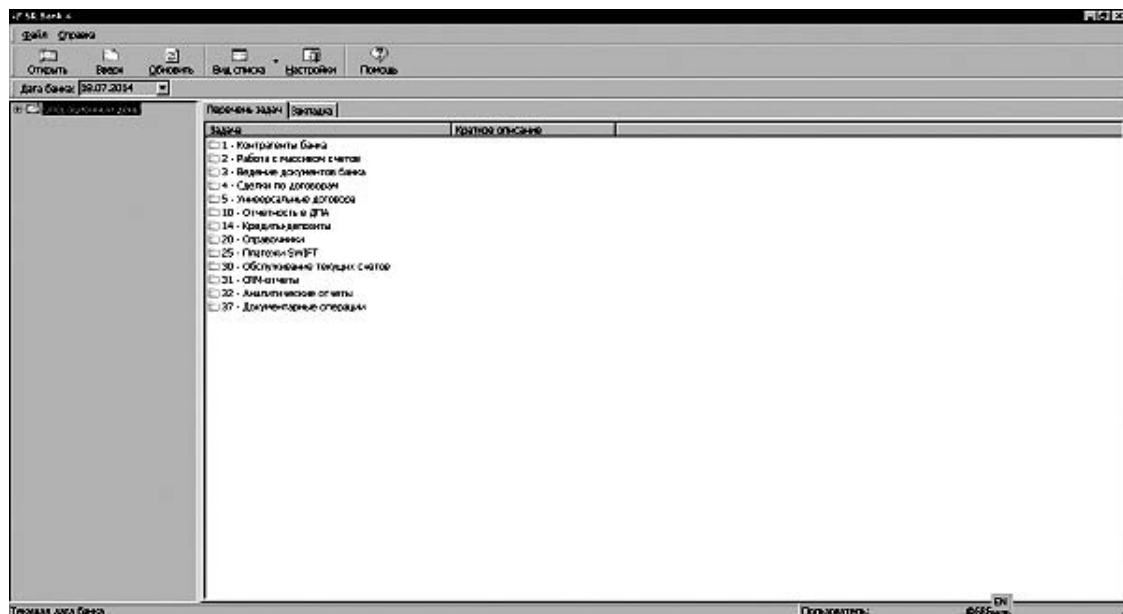 Файл Справка
Открыть Вверх Обновить Вид списка Настройки Помощь
Дата банка: .07.2014
Перечень задач Закладка
Задача Краткое описание
1 - Контрагенты банка
2 - Работа с массивом счетов
3 - Ведение документов банка
4 - Сделки по договорам
5 - Универсальные договора
10 - Отчетность в ДПА
14 - Кредиты-депозиты
20 - Справочники
25 - Платежи SWIFT
30 - Обслуживание текущих счетов
31 - CRM-отчеты
32 - Аналитические отчеты
37 - Документарные операции
EN
Текущая дата банка Пользователь: